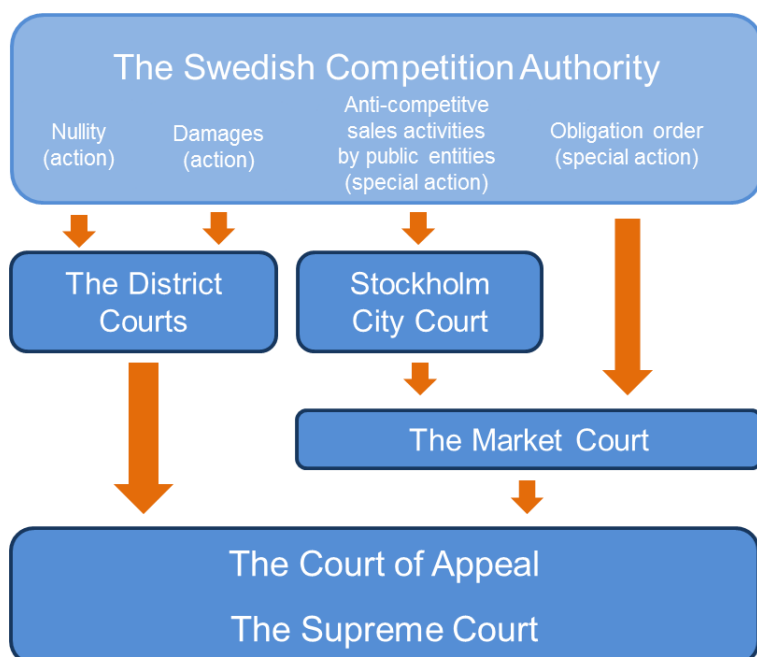 The Swedish Competition Authority
Nullity
(action)
Damages
(action)
Anti-competitve
sales activities
by public entities
(special action)
Obligation order
(special action)
The District
Courts
Stockholm
City Court
The Market Court
The Court of Appeal
The Supreme Court